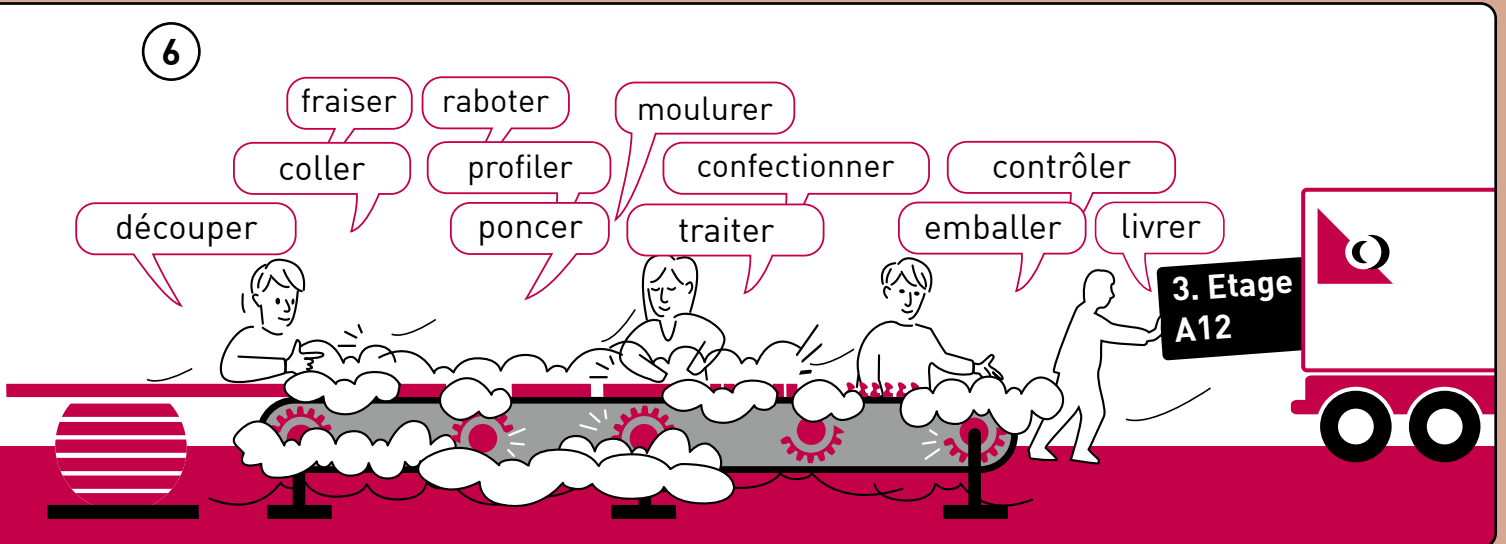 6
fraiser
raboter
moulurer
coller
profiler
confectionner
contrôler
découper
poncer
traiter
emballer
livrer
3. Etage
A12